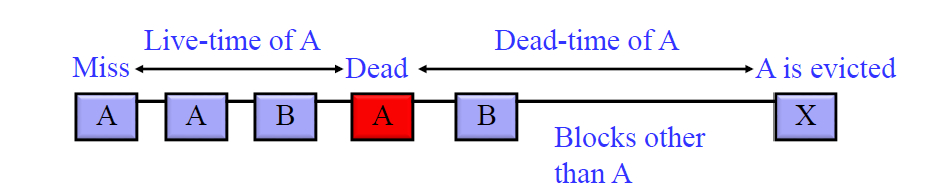 Live-time of A
Dead-time of A
Miss
Dead
A is evicted
A
A
B
A
B
X
Blocks other
than A